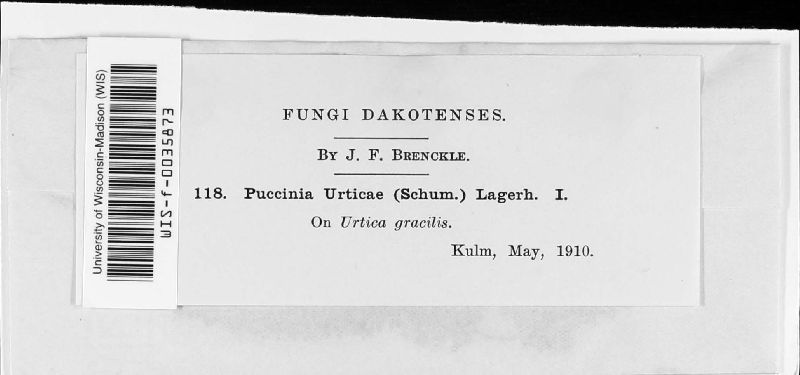 University of Wisconsin-Madison (WIS)
WIS-f-0035873
FUNGI DAKOTENSES.
BY J. F. BRENCKLE.
118. Puccinia Urticae (Schum.) Lagerh. I.
On Urtica gracilis.
Kulm, May, 1910.